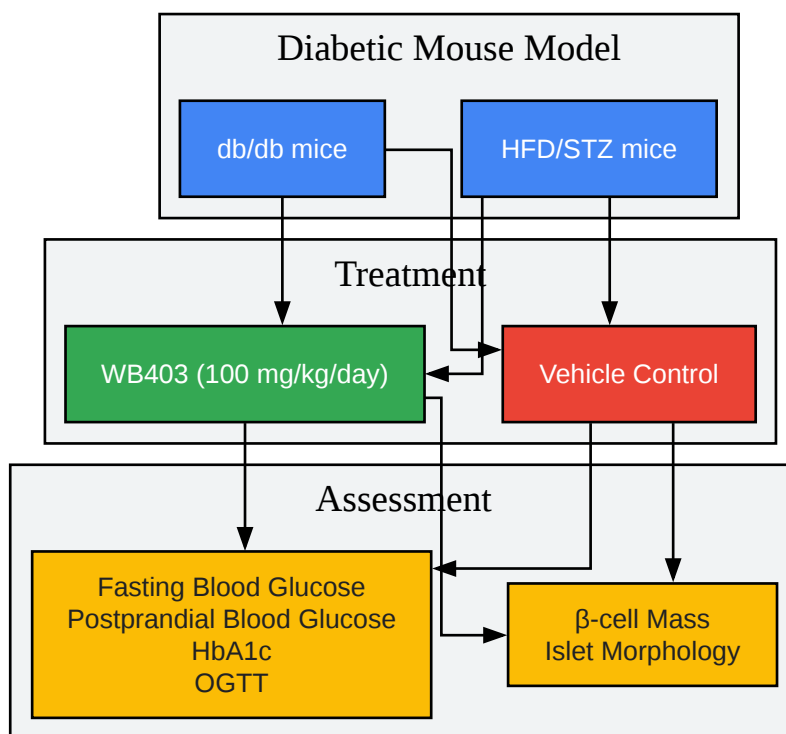 Diabetic Mouse Model
db/db mice
HFD/STZ mice
Treatment
WB403 (100 mg/kg/day)
Vehicle Control
Assessment
Fasting Blood Glucose
Postprandial Blood Glucose
HbA1c
OGTT
β-cell Mass
Islet Morphology